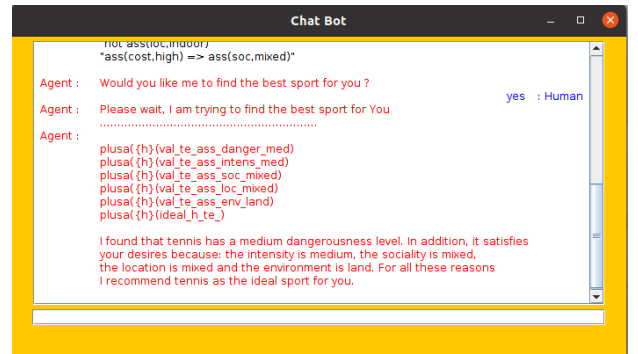 Chat Bot
"not ass(loc,indoor)
"ass(cost,high) => ass(soc,mixed)"
Agent : Would you like me to find the best sport for you ?
yes : Human
Agent : Please wait, I am trying to find the best sport for You
..............................................................
Agent :
plusa({h}(val_te_ass_danger_med)
plusa({h}(val_te_ass_intens_med)
plusa({h}(val_te_ass_soc_mixed)
plusa({h}(val_te_ass_loc_mixed)
plusa({h}(val_te_ass_env_land)
plusa({h}(ideal_h_te_)
I found that tennis has a medium dangerousness level. In addition, it satisfies
your desires because: the intensity is medium, the sociality is mixed,
the location is mixed and the environment is land. For all these reasons
I recommend tennis as the ideal sport for you.